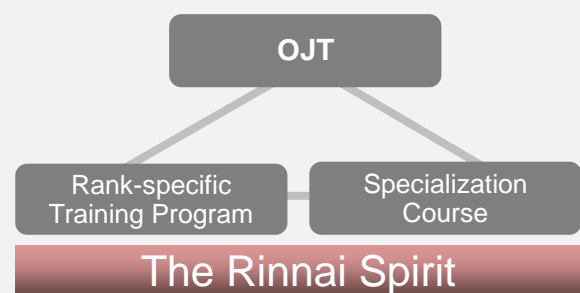 OJT
Rank-specific
Training Program
Specialization
Course
The Rinnai Spirit